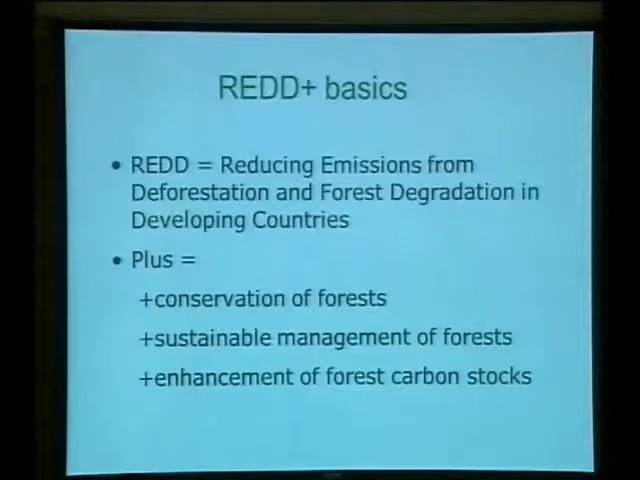 REDD+ basics
• REDD = Reducing Emissions from
Deforestation and Forest Degradation in
Developing Countries
• Plus =
+conservation of forests
+sustainable management of forests
+enhancement of forest carbon stocks